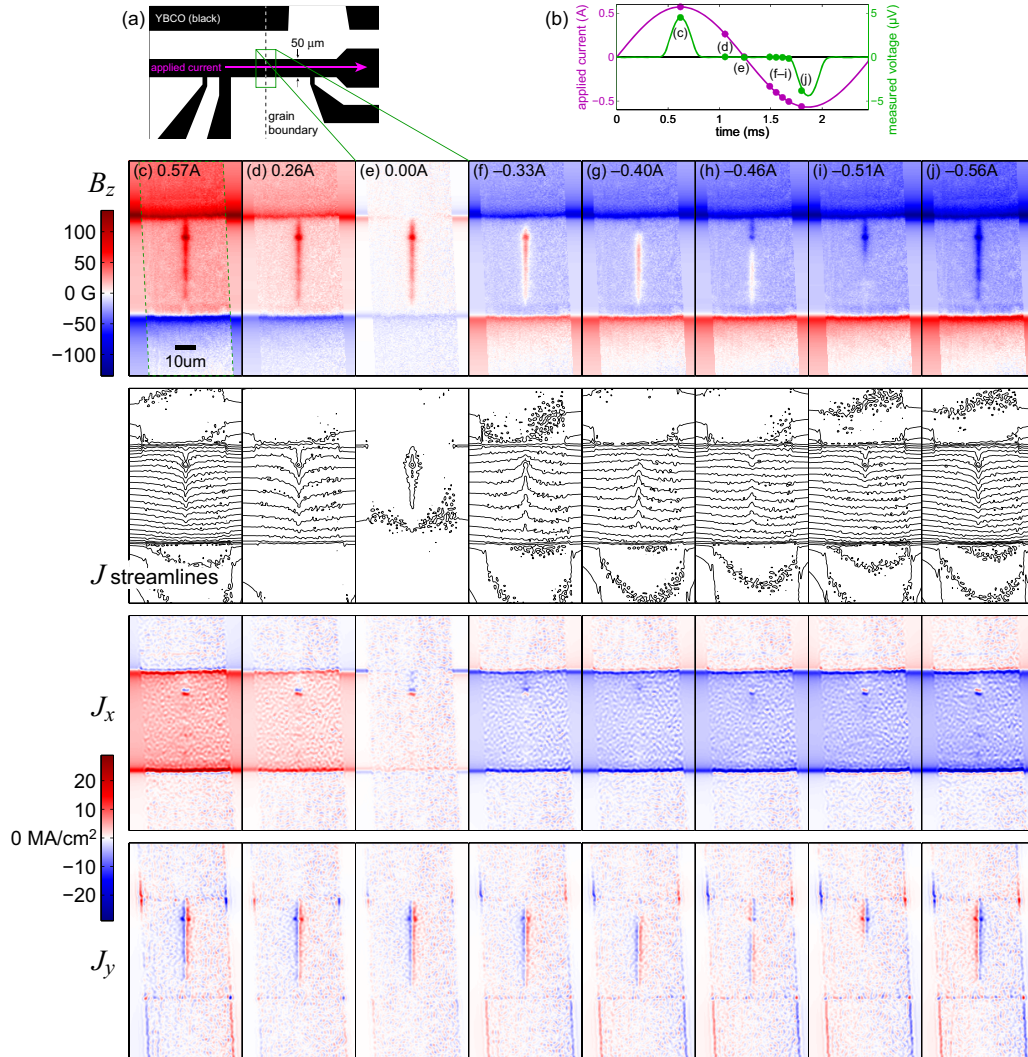 (a)
YBCO (black)
50 μm
applied current
grain
boundary
(b)
applied current (A)
0.5
0
−0.5
measured voltage (μV)
5
0
−5
0
0.5
1
1.5
2
time (ms)
(c)
(d)
(e)
(f–i)
(j)
Bz
100
50
0 G
−50
−100
(c) 0.57A
(d) 0.26A
(e) 0.00A
(f) −0.33A
(g) −0.40A
(h) −0.46A
(i) −0.51A
(j) −0.56A
10um
J streamlines
Jx
20
10
0 MA/cm²
−10
−20
Jy